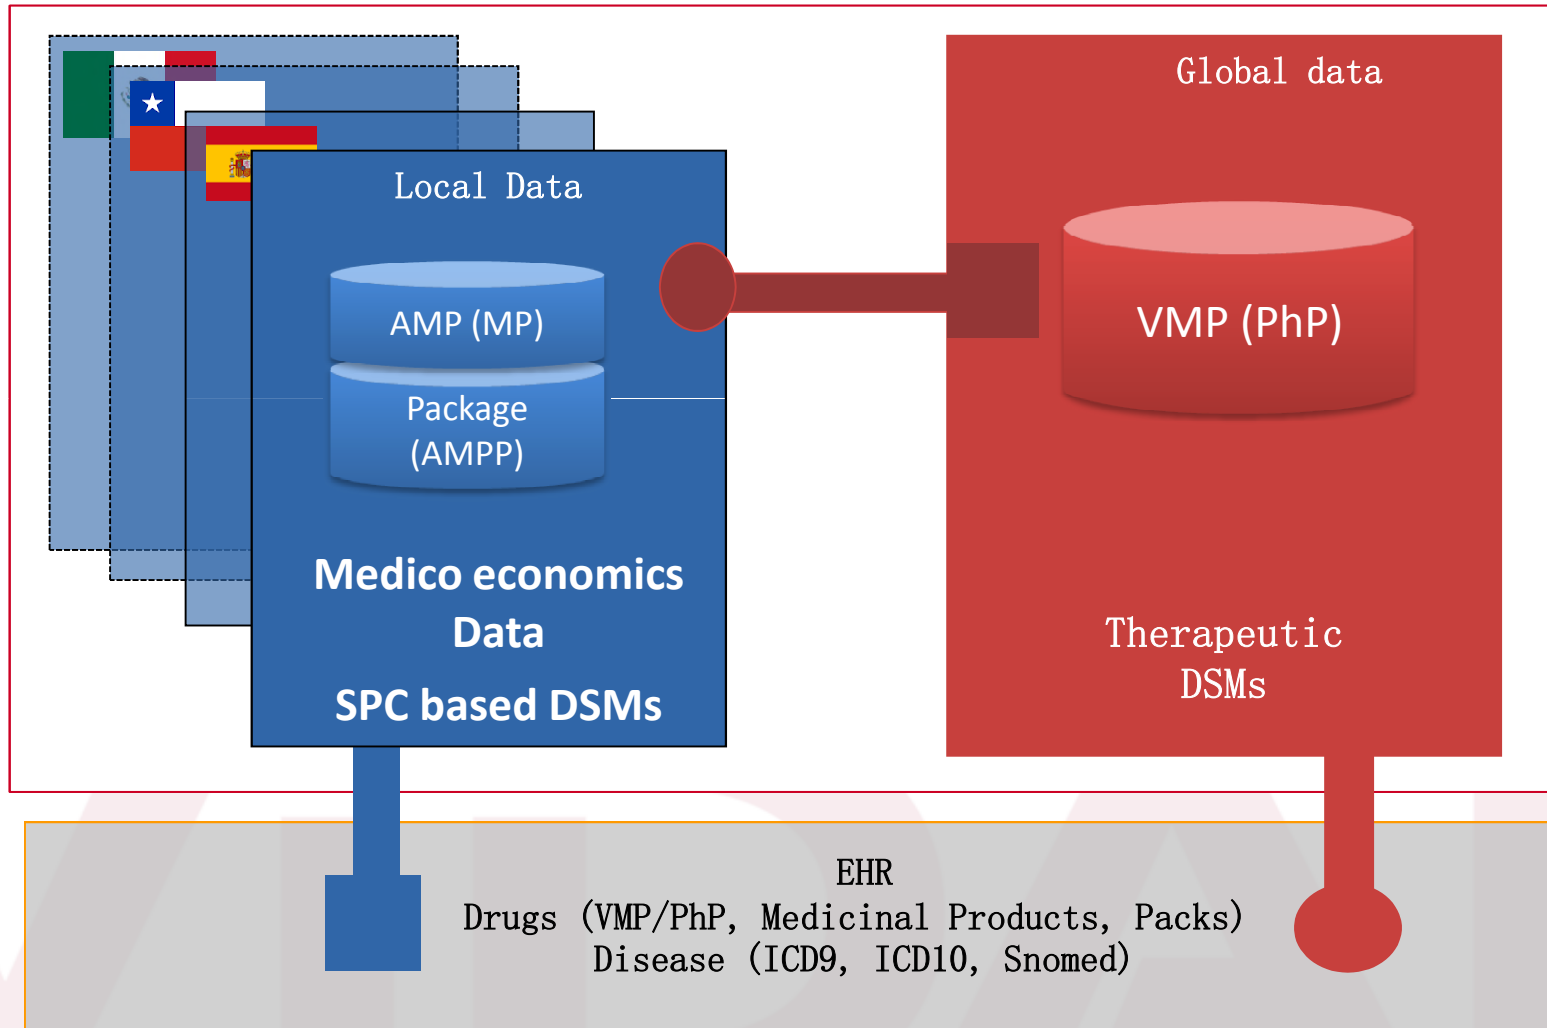 Local Data
AMP (MP)
Package
(AMPP)
Medico economics
Data
SPC based DSMs
Global data
VMP (PhP)
Therapeutic
DSMs
EHR
Drugs (VMP/PhP, Medicinal Products, Packs)
Disease (ICD9, ICD10, Snomed)